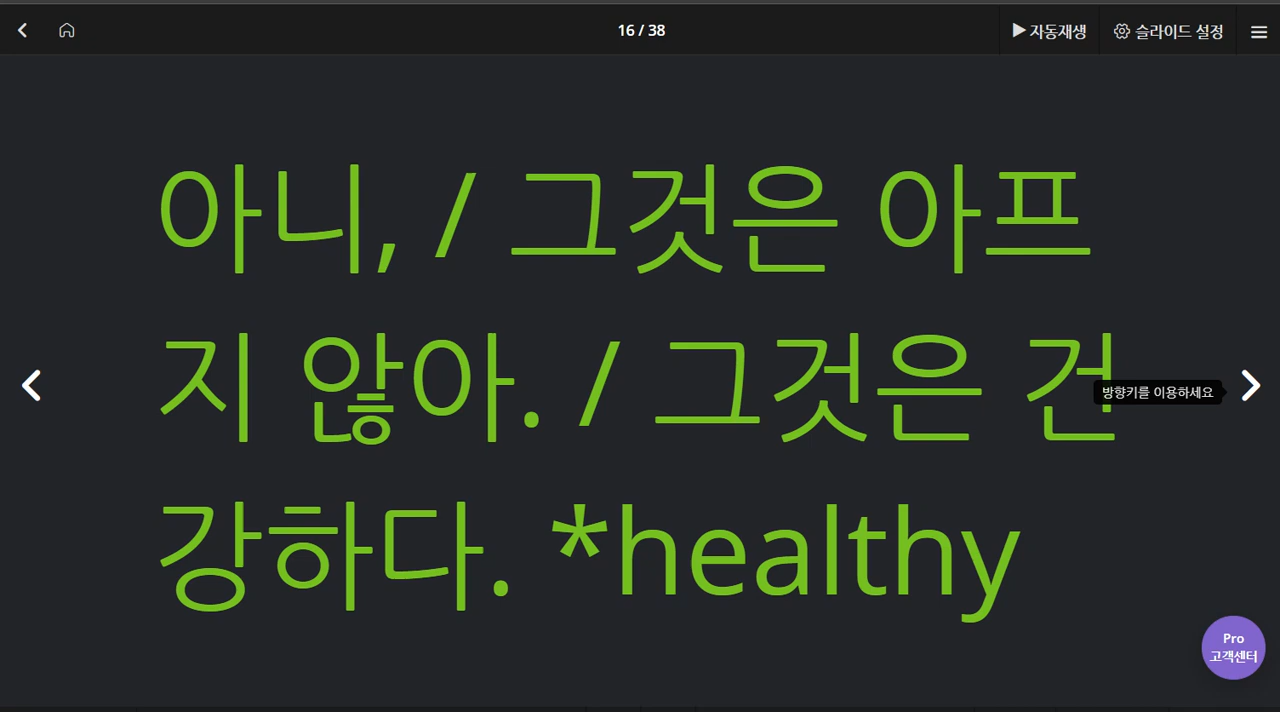 16 / 38
▶ 자동재생
슬라이드 설정
아니, / 그것은 아프
지 않아. / 그것은 건
강하다. *healthy
방향키를 이용하세요
Pro
고객센터